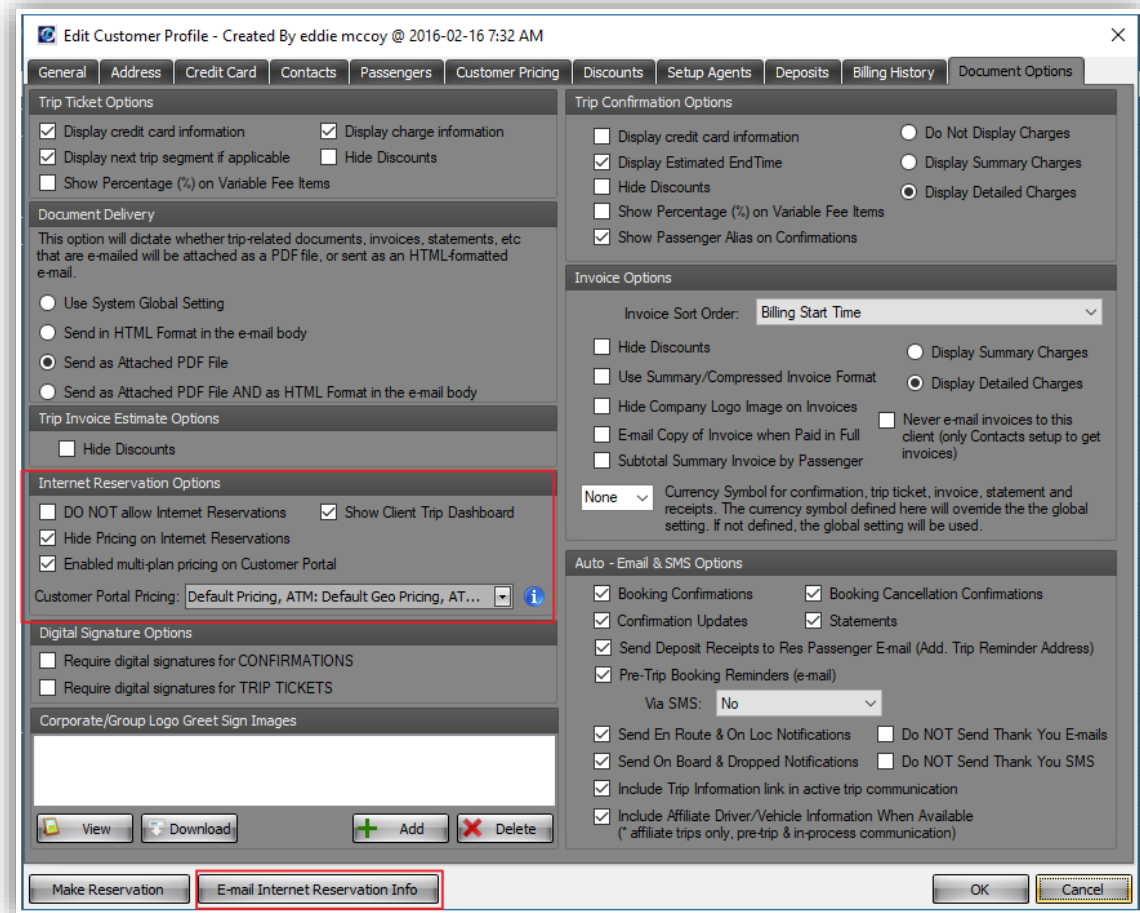 Edit Customer Profile - Created By eddie mccoy @ 2016-02-16 7:32 AM
General Address Credit Card Contacts Passengers Customer Pricing Discounts Setup Agents Deposits Billing History Document Options
Trip Ticket Options
Display credit card information Display charge information
Display next trip segment if applicable Hide Discounts
Show Percentage (%) on Variable Fee Items
Document Delivery
This option will dictate whether trip-related documents, invoices, statements, etc
that are e-mailed will be attached as a PDF file, or sent as an HTML-formatted
e-mail.
Use System Global Setting
Send in HTML Format in the e-mail body
Send as Attached PDF File
Send as Attached PDF File AND as HTML Format in the e-mail body
Trip Invoice Estimate Options
Hide Discounts
Internet Reservation Options
DO NOT allow Internet Reservations Show Client Trip Dashboard
Hide Pricing on Internet Reservations
Enabled multi-plan pricing on Customer Portal
Customer Portal Pricing: Default Pricing, ATM: Default Geo Pricing, AT...
Digital Signature Options
Require digital signatures for CONFIRMATIONS
Require digital signatures for TRIP TICKETS
Corporate/Group Logo Greet Sign Images
View Download Add Delete
Trip Confirmation Options
Display credit card information Do Not Display Charges
Display Estimated EndTime Display Summary Charges
Hide Discounts Display Detailed Charges
Show Percentage (%) on Variable Fee Items
Show Passenger Alias on Confirmations
Invoice Options
Invoice Sort Order: Billing Start Time
Hide Discounts Display Summary Charges
Use Summary/Compressed Invoice Format Display Detailed Charges
Hide Company Logo Image on Invoices
E-mail Copy of Invoice when Paid in Full
Subtotal Summary Invoice by Passenger
Never e-mail invoices to this
client (only Contacts setup to get
invoices)
None
Currency Symbol for confirmation, trip ticket, invoice, statement and
receipts. The currency symbol defined here will override the the global
setting. If not defined, the global setting will be used.
Auto - Email & SMS Options
Booking Confirmations Booking Cancellation Confirmations
Confirmation Updates Statements
Send Deposit Receipts to Res Passenger E-mail (Add. Trip Reminder Address)
Pre-Trip Booking Reminders (e-mail)
Via SMS: No
Send En Route & On Loc Notifications Do NOT Send Thank You E-mails
Send On Board & Dropped Notifications Do NOT Send Thank You SMS
Include Trip Information link in active trip communication
Include Affiliate Driver/Vehicle Infomation When Available
(* affiliate trips only, pre-trip & in-process communication)
Make Reservation E-mail Internet Reservation Info OK Cancel